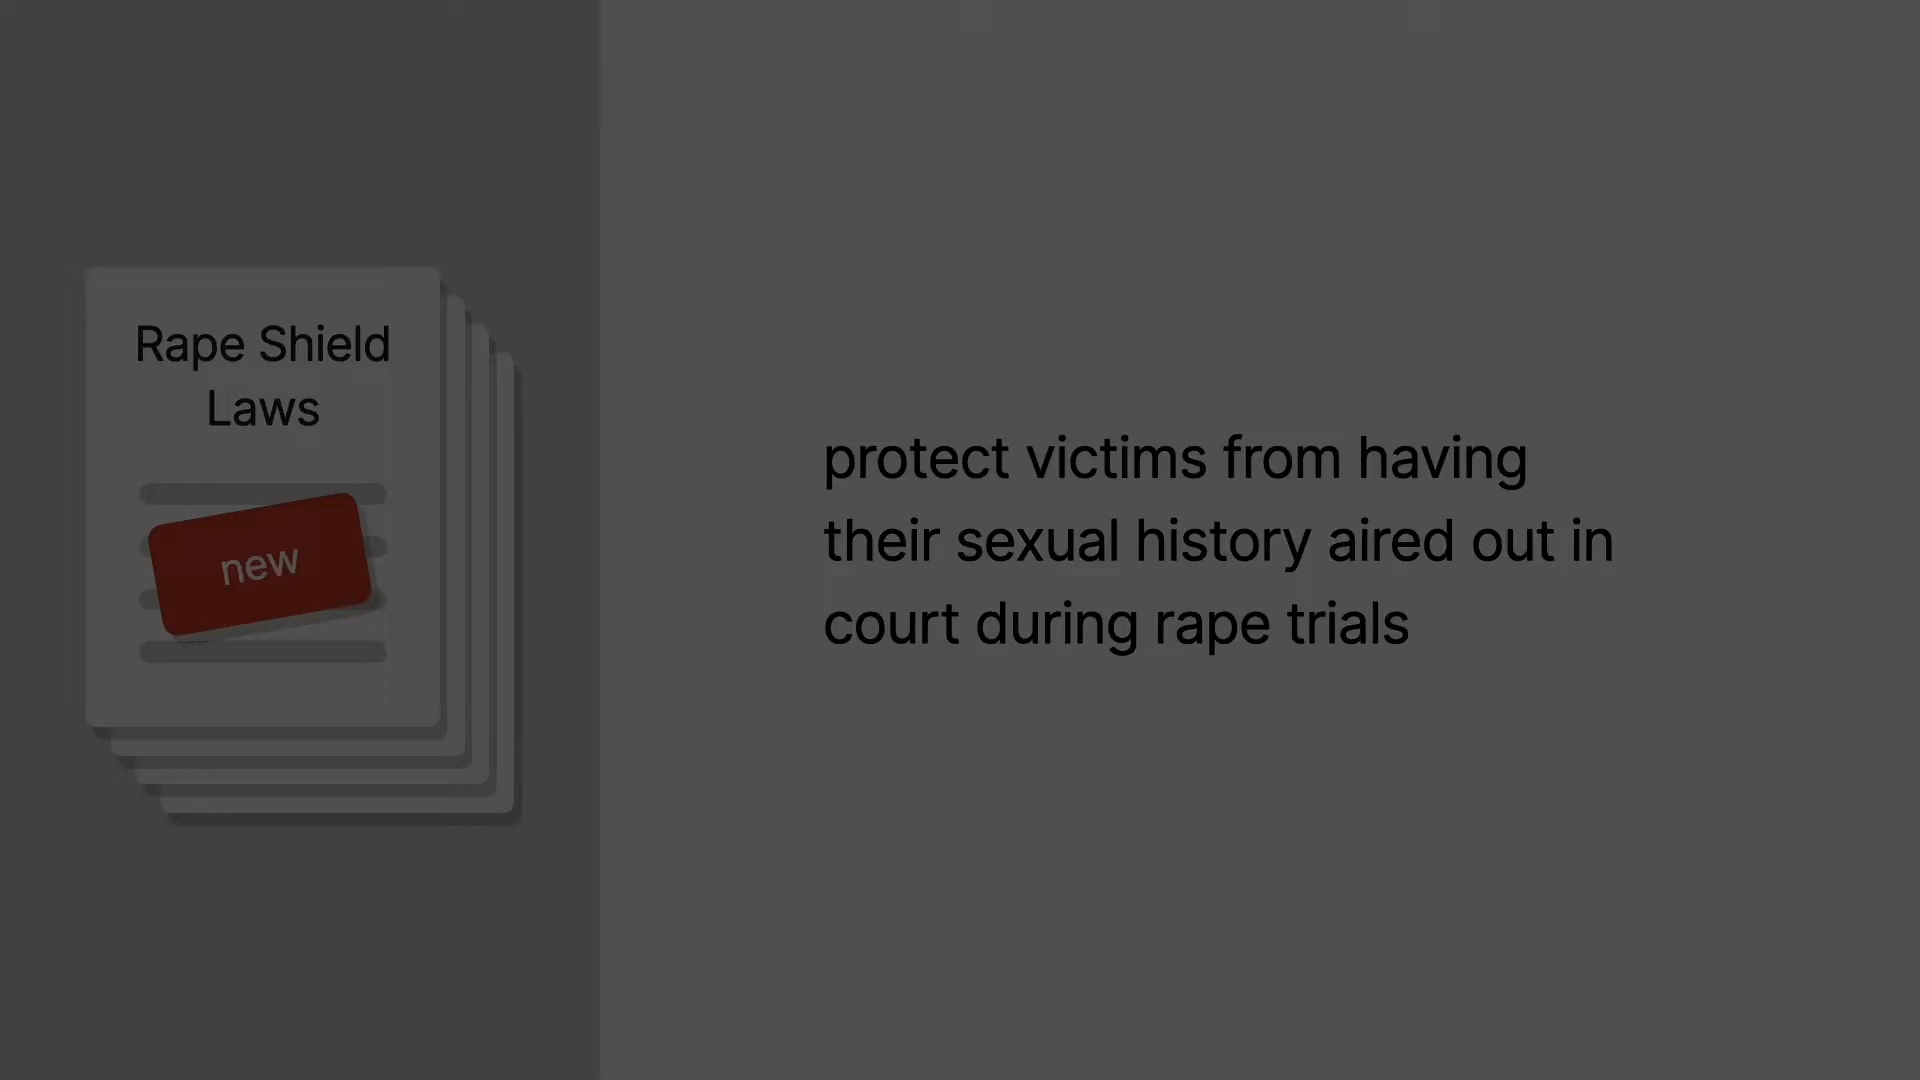 Rape Shield
Laws
new
protect victims from having
their sexual history aired out in
court during rape trials